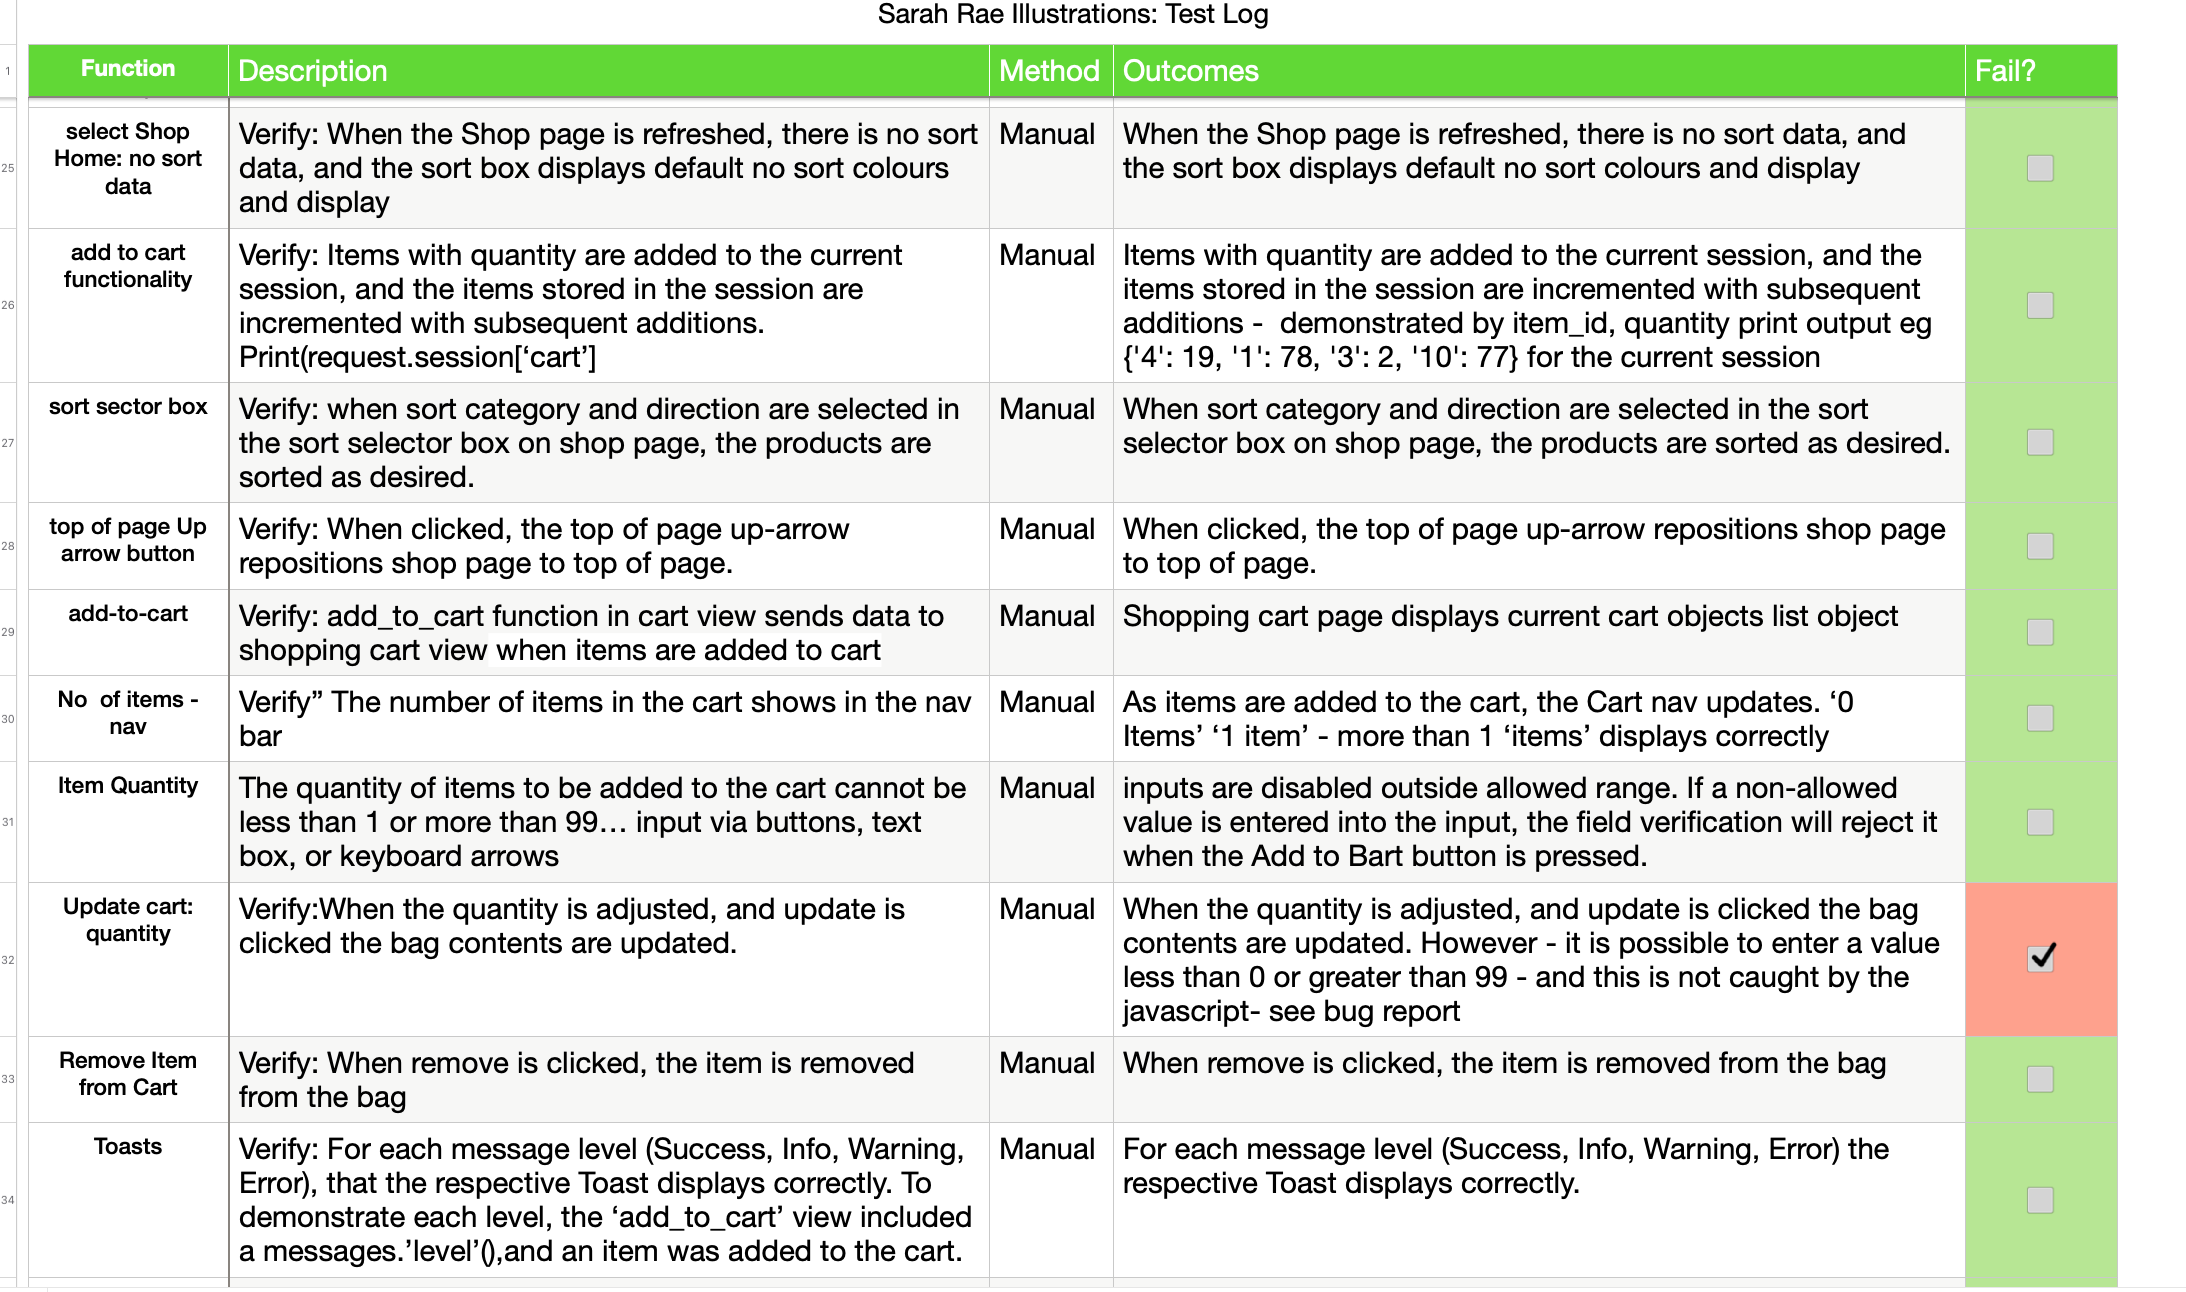 Sarah Rae Illustrations: Test Log
1
Function
Description
Method
Outcomes
Fail?
25
select Shop
Home: no sort
data
Verify: When the Shop page is refreshed, there is no sort
data, and the sort box displays default no sort colours
and display
Manual
When the Shop page is refreshed, there is no sort data, and
the sort box displays default no sort colours and display
26
add to cart
functionality
Verify: Items with quantity are added to the current
session, and the items stored in the session are
incremented with subsequent additions.
Print(request.session[‘cart’]
Manual
Items with quantity are added to the current session, and the
items stored in the session are incremented with subsequent
additions -  demonstrated by item_id, quantity print output eg
{'4': 19, '1': 78, '3': 2, '10': 77} for the current session
27
sort sector box
Verify: when sort category and direction are selected in
the sort selector box on shop page, the products are
sorted as desired.
Manual
When sort category and direction are selected in the sort
selector box on shop page, the products are sorted as desired.
28
top of page Up
arrow button
Verify: When clicked, the top of page up-arrow
repositions shop page to top of page.
Manual
When clicked, the top of page up-arrow repositions shop page
to top of page.
29
add-to-cart
Verify: add_to_cart function in cart view sends data to
shopping cart view when items are added to cart
Manual
Shopping cart page displays current cart objects list object
30
No  of items -
nav
Verify” The number of items in the cart shows in the nav
bar
Manual
As items are added to the cart, the Cart nav updates. ‘0
Items’ ‘1 item’ - more than 1 ‘items’ displays correctly
31
Item Quantity
The quantity of items to be added to the cart cannot be
less than 1 or more than 99… input via buttons, text
box, or keyboard arrows
Manual
inputs are disabled outside allowed range. If a non-allowed
value is entered into the input, the field verification will reject it
when the Add to Bart button is pressed.
32
Update cart:
quantity
Verify:When the quantity is adjusted, and update is
clicked the bag contents are updated.
Manual
When the quantity is adjusted, and update is clicked the bag
contents are updated. However - it is possible to enter a value
less than 0 or greater than 99 - and this is not caught by the
javascript- see bug report
33
Remove Item
from Cart
Verify: When remove is clicked, the item is removed
from the bag
Manual
When remove is clicked, the item is removed from the bag
34
Toasts
Verify: For each message level (Success, Info, Warning,
Error), that the respective Toast displays correctly. To
demonstrate each level, the ‘add_to_cart’ view included
a messages.’level’(),and an item was added to the cart.
Manual
For each message level (Success, Info, Warning, Error) the
respective Toast displays correctly.